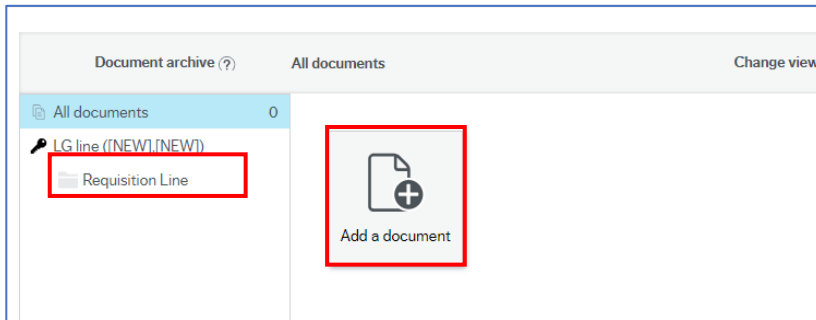 Document archive (?)
All documents
Change view
All documents 0
LG line ([NEW],[NEW])
Requisition Line
Add a document